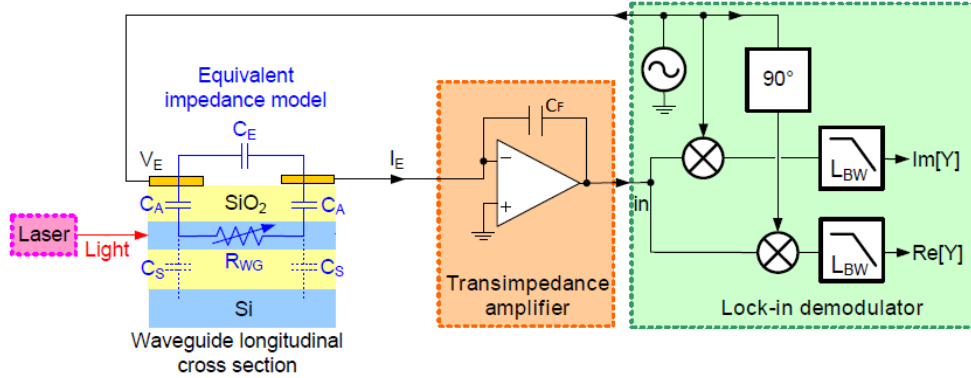 Equivalent
impedance model
C_E
V_E
I_E
C_A
SiO₂
C_A
Laser
Light
R_WG
C_S
C_S
Si
Waveguide longitudinal
cross section
C_F
−
+
Transimpedance
amplifier
90°
in
L_BW
Im[Y]
L_BW
Re[Y]
Lock-in demodulator